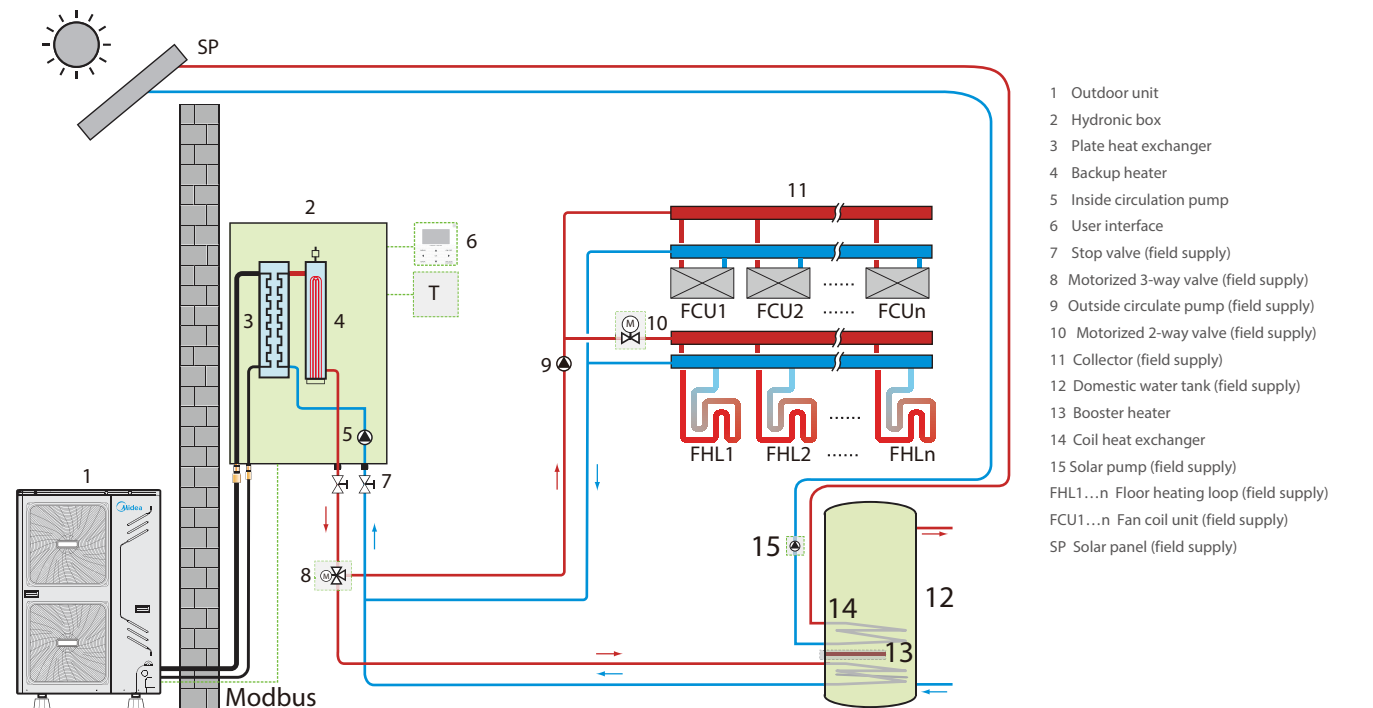 SP
2
11
6
T
3
4
M
10
FCU1
FCU2
......
......
FCUn
9
5
7
FHL1
FHL2
......
......
FHLn
1
Midea
15
8
M
14
12
13
Modbus
1 Outdoor unit
2 Hydronic box
3 Plate heat exchanger
4 Backup heater
5 Inside circulation pump
6 User interface
7 Stop valve (field supply)
8 Motorized 3-way valve (field supply)
9 Outside circulate pump (field supply)
10 Motorized 2-way valve (field supply)
11 Collector (field supply)
12 Domestic water tank (field supply)
13 Booster heater
14 Coil heat exchanger
15 Solar pump (field supply)
FHL1...n Floor heating loop (field supply)
FCU1...n Fan coil unit (field supply)
SP Solar panel (field supply)